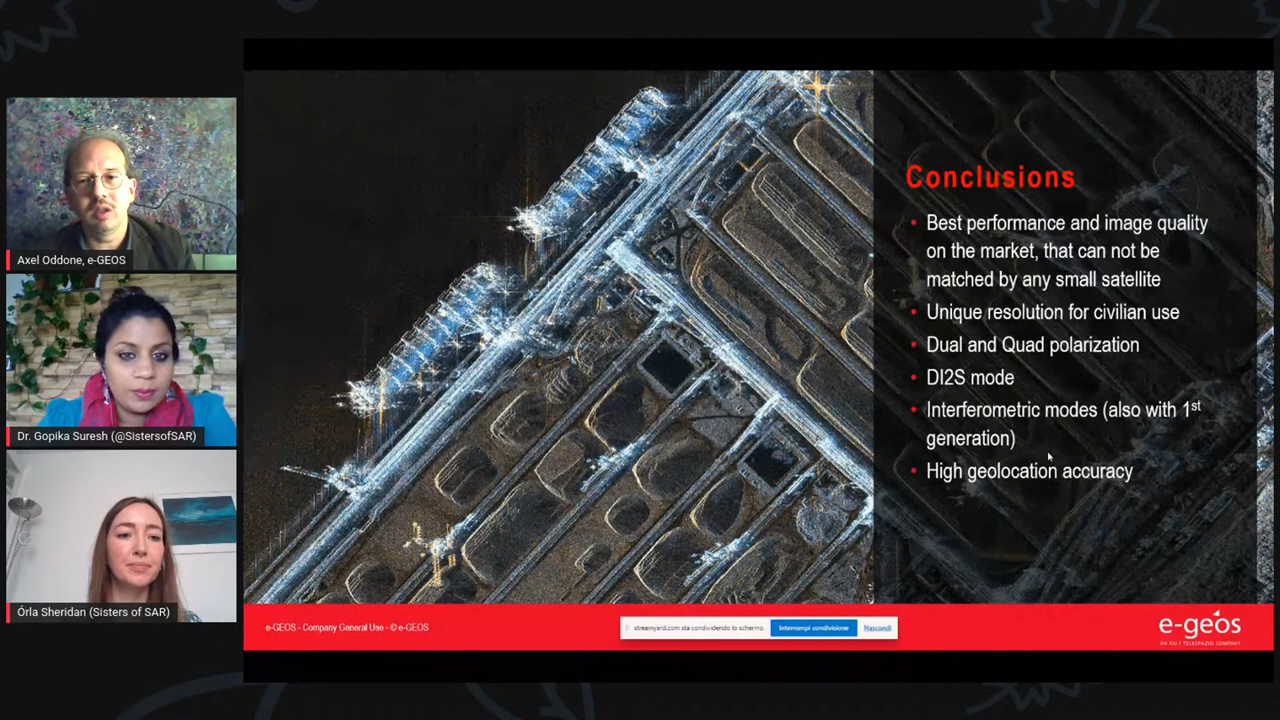 Axel Oddone, e-GEOS
Dr. Gopika Suresh (@SistersofSAR)
Órla Sheridan (Sisters of SAR)
Conclusions
• Best performance and image quality
on the market, that can not be
matched by any small satellite
• Unique resolution for civilian use
• Dual and Quad polarization
• DI2S mode
• Interferometric modes (also with 1st
generation)
• High geolocation accuracy
e-GEOS - Company General Use - © e-GEOS
streamyard.com sta condividendo lo schermo.
Interrompi condivisione
Nascondi
e-geos
AN ASI / TELESPAZIO COMPANY